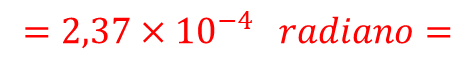 = 2,37 × 10⁻⁴ radiano =